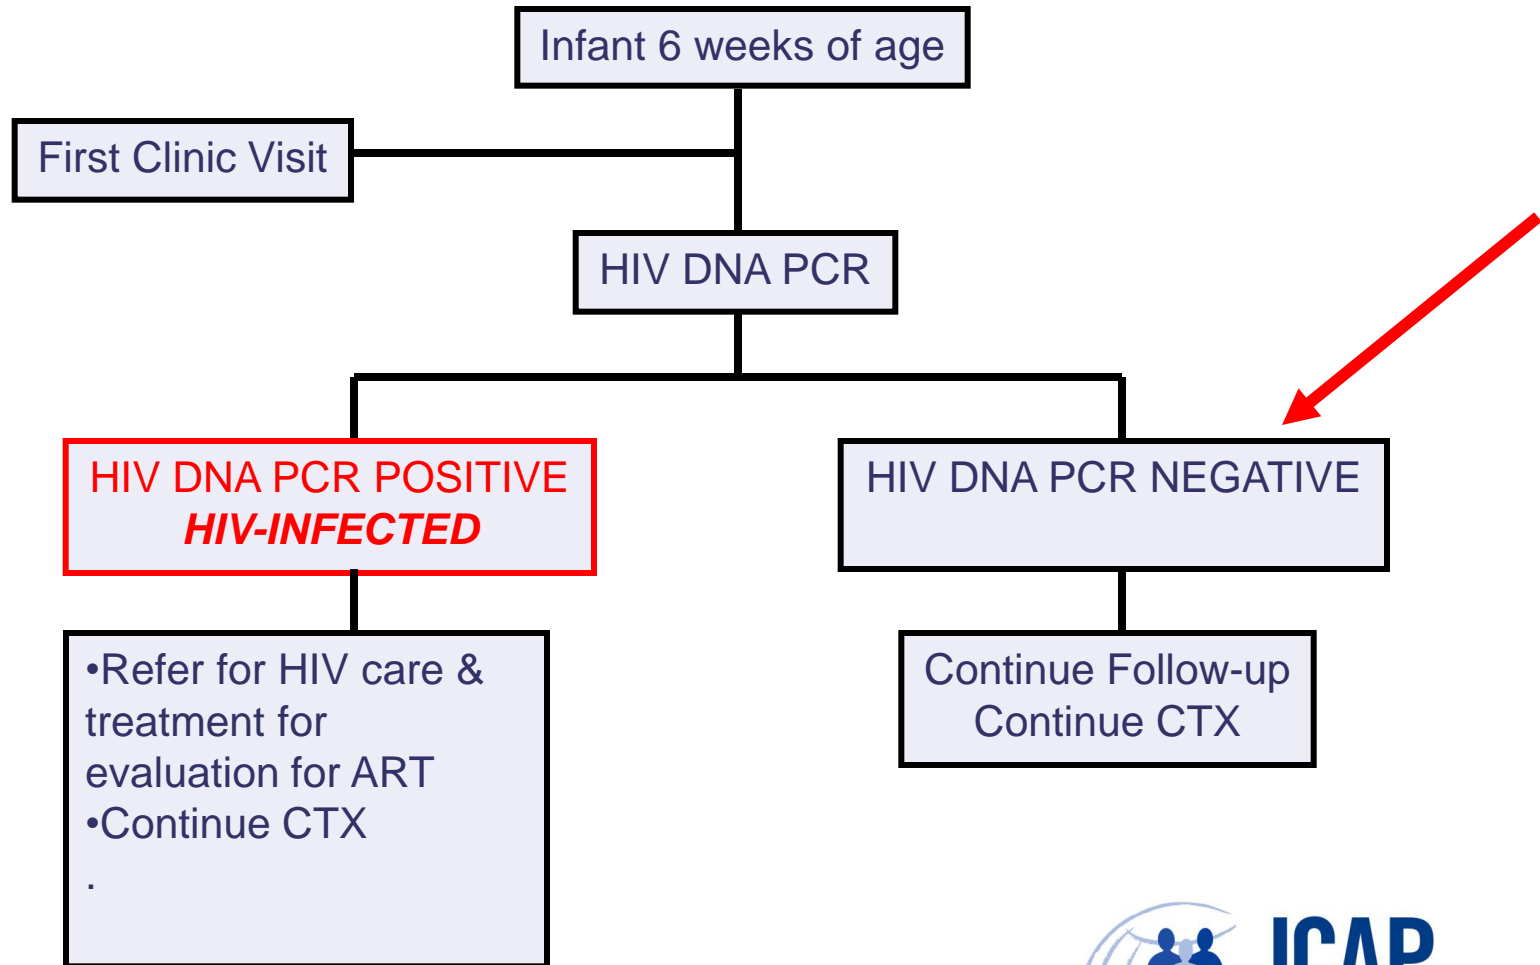 Infant 6 weeks of age
First Clinic Visit
HIV DNA PCR
HIV DNA PCR POSITIVE
HIV-INFECTED
HIV DNA PCR NEGATIVE
•Refer for HIV care &
treatment for
evaluation for ART
•Continue CTX
.
Continue Follow-up
Continue CTX
ICAP